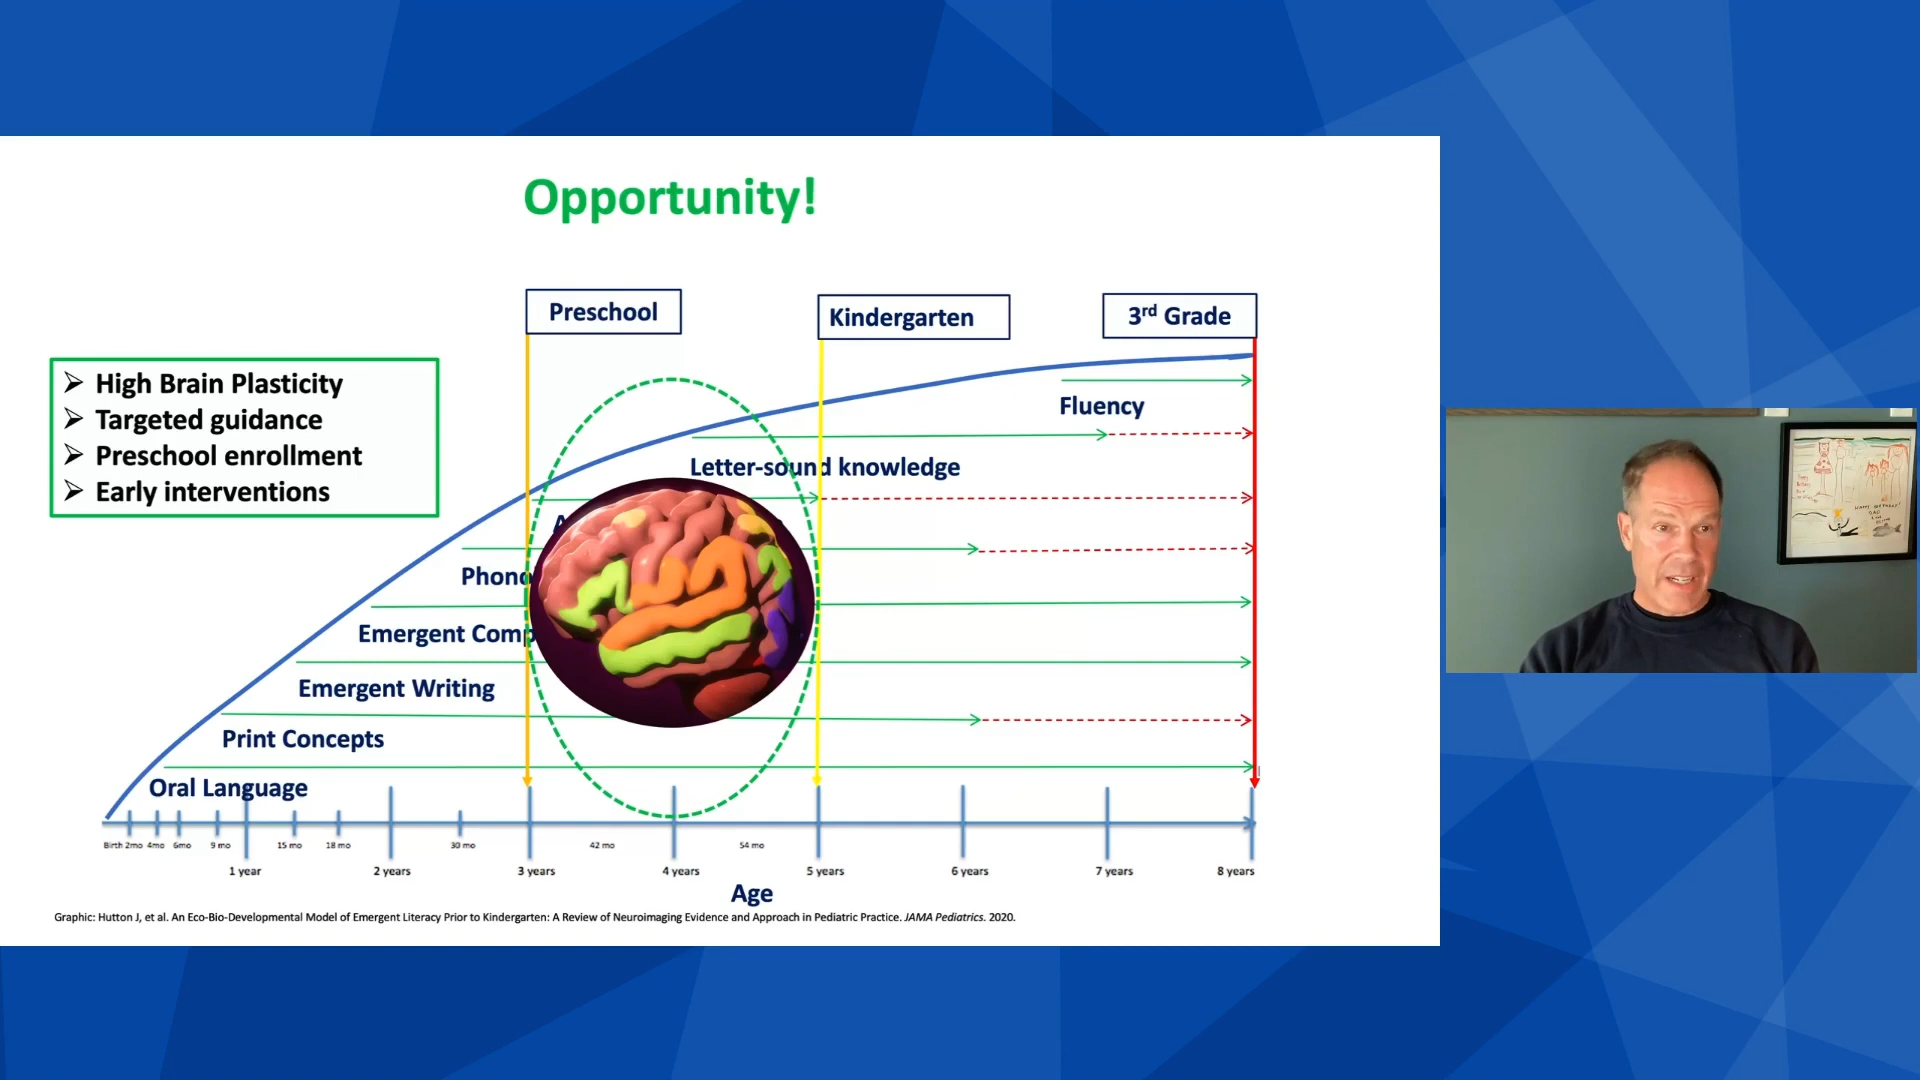 Opportunity!
Preschool
Kindergarten
3rd Grade
➢ High Brain Plasticity
➢ Targeted guidance
➢ Preschool enrollment
➢ Early interventions
Fluency
Letter-sound knowledge
A
Phono
Emergent Comp
Emergent Writing
Print Concepts
Oral Language
Birth 2mo 4mo 6mo 9 mo 15 mo 18 mo 30 mo 42 mo 54 mo
1 year 2 years 3 years 4 years 5 years 6 years 7 years 8 years
Age
Graphic: Hutton J, et al. An Eco-Bio-Developmental Model of Emergent Literacy Prior to Kindergarten: A Review of Neuroimaging Evidence and Approach in Pediatric Practice. JAMA Pediatrics. 2020.
HAPPY BIRTHDAY
DAD